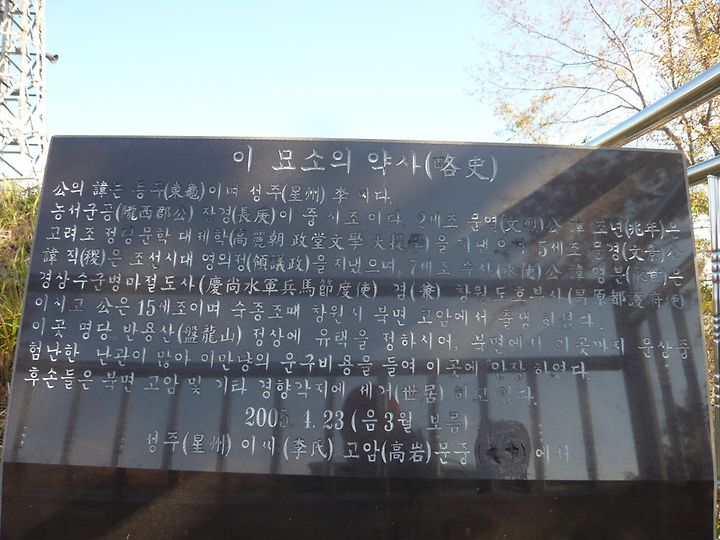 이 묘소의 약사(略史)
公의 諱는 동구(東龜)이며 성주(星州) 李 씨다.
농서군공(隴西郡公) 장경(長庚)이 중 시조 이다. 2세조 문열(文烈)公 諱 조년(兆年)은
고려조 정당문학 대제학(高麗朝 政堂文學 大提學)을 지냈으며 5세조 문경(文景)公
諱 직(稷)은 조선시대 영의정(領議政)을 지냈으며, 7세조 수사(水使)公 諱 영분은
경상수군병마절도사(慶尚水軍兵馬節度使) 겸(兼) 창원도호부사(昌原都護府使)
이시고 公은 15세조이며 숙종조때 창원시 북면 고암에서 출생 하였다.
이곳 명당 반용산(盤龍山) 정상에 유택을 정하시어, 북면에서 이곳까지 운상중
험난한 난관이 많아 이만냥의 운구비용을 들여 이곳에 안장 하였다.
후손들은 북면 고암 및 기타 경향각지에 세거(世居) 하고 있다.
2005. 4. 23 (음3월 보름)
성주(星州) 이씨 (李氏) 고암(高岩)문중 에서